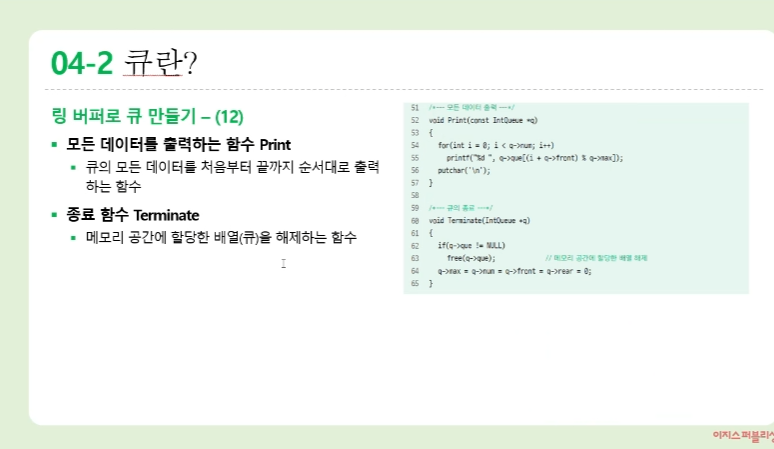 04-2 큐란?
링 버퍼로 큐 만들기 – (12)
▪ 모든 데이터를 출력하는 함수 Print
▪ 큐의 모든 데이터를 처음부터 끝까지 순서대로 출력
하는 함수
▪ 종료 함수 Terminate
▪ 메모리 공간에 할당한 배열(큐)을 해제하는 함수
51 /*--- 모든 데이터 출력 ---*/
52 void Print(const IntQueue *q)
53 {
54 for(int i = 0; i < q->num; i++)
55 printf("%d ", q->que[(i + q->front) % q->max]);
56 putchar('\n');
57 }
58
59 /*--- 큐의 종료 ---*/
60 void Terminate(IntQueue *q)
61 {
62 if(q->que != NULL)
63 free(q->que); // 메모리 공간에 할당한 배열 해제
64 q->max = q->num = q->front = q->rear = 0;
65 }